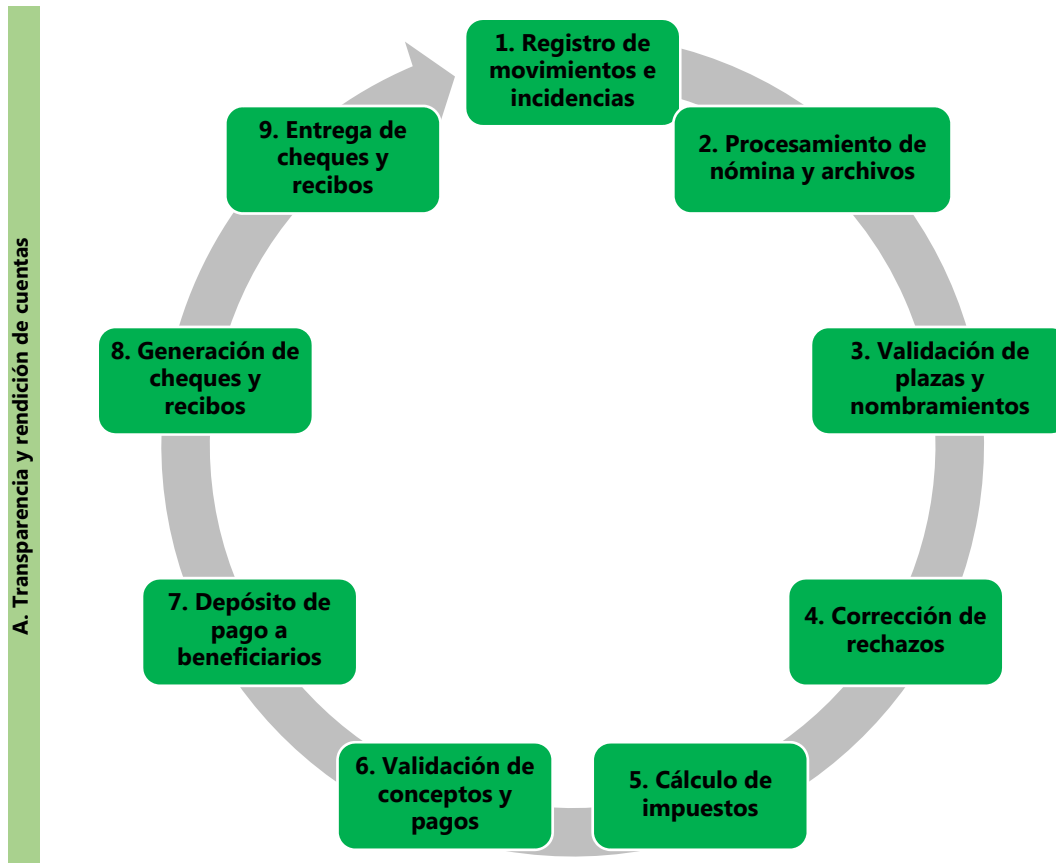 A. Transparencia y rendición de cuentas
1. Registro de
movimientos e
incidencias
2. Procesamiento de
nómina y archivos
3. Validación de
plazas y
nombramientos
4. Corrección de
rechazos
5. Cálculo de
impuestos
6. Validación de
conceptos y
pagos
7. Depósito de
pago a
beneficiarios
8. Generación de
cheques y
recibos
9. Entrega de
cheques y
recibos